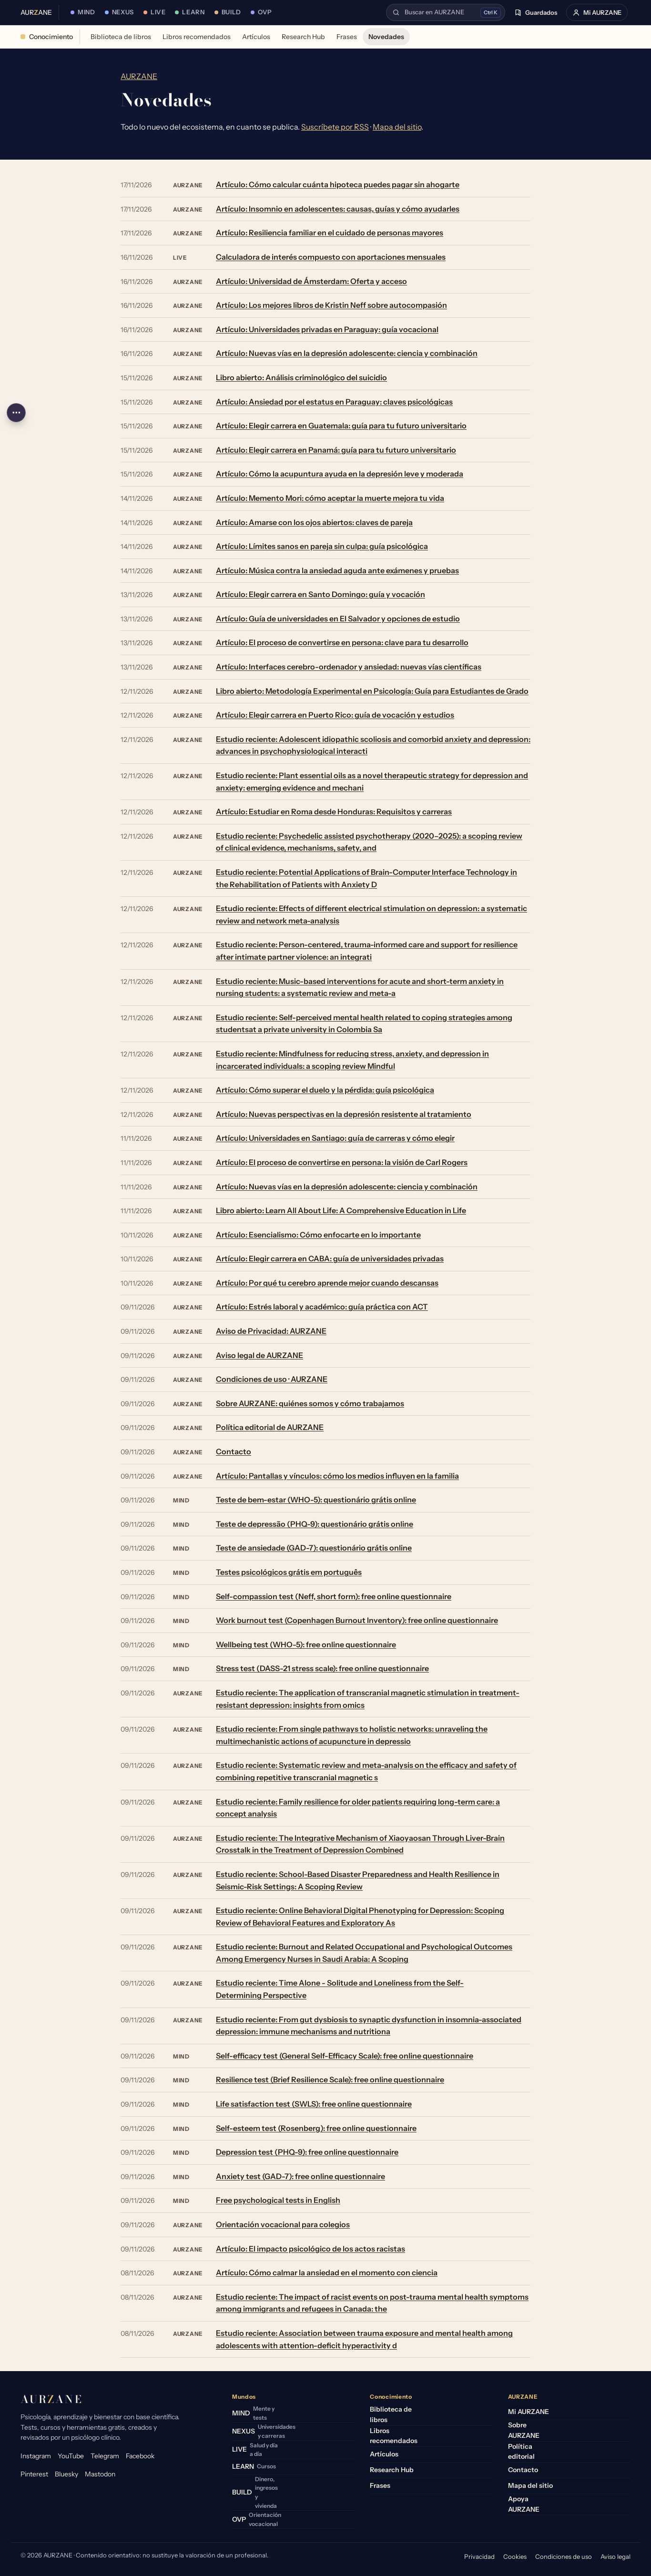 AURZANE MIND NEXUS LIVE LEARN BUILD OVP Buscar en AURZANE Ctrl K Guardados Mi AURZANE
Conocimiento Biblioteca de libros Libros recomendados Artículos Research Hub Frases Novedades
AURZANE
Novedades
Todo lo nuevo del ecosistema, en cuanto se publica. Suscríbete por RSS · Mapa del sitio.
17/11/2026 AURZANE Artículo: Cómo calcular cuánta hipoteca puedes pagar sin ahogarte
17/11/2026 AURZANE Artículo: Insomnio en adolescentes: causas, guías y cómo ayudarles
17/11/2026 AURZANE Artículo: Resiliencia familiar en el cuidado de personas mayores
16/11/2026 LIVE Calculadora de interés compuesto con aportaciones mensuales
16/11/2026 AURZANE Artículo: Universidad de Ámsterdam: Oferta y acceso
16/11/2026 AURZANE Artículo: Los mejores libros de Kristin Neff sobre autocompasión
16/11/2026 AURZANE Artículo: Universidades privadas en Paraguay: guía vocacional
16/11/2026 AURZANE Artículo: Nuevas vías en la depresión adolescente: ciencia y combinación
15/11/2026 AURZANE Libro abierto: Análisis criminológico del suicidio
15/11/2026 AURZANE Artículo: Ansiedad por el estatus en Paraguay: claves psicológicas
15/11/2026 AURZANE Artículo: Elegir carrera en Guatemala: guía para tu futuro universitario
15/11/2026 AURZANE Artículo: Elegir carrera en Panamá: guía para tu futuro universitario
15/11/2026 AURZANE Artículo: Cómo la acupuntura ayuda en la depresión leve y moderada
14/11/2026 AURZANE Artículo: Memento Mori: cómo aceptar la muerte mejora tu vida
14/11/2026 AURZANE Artículo: Amarse con los ojos abiertos: claves de pareja
14/11/2026 AURZANE Artículo: Límites sanos en pareja sin culpa: guía psicológica
14/11/2026 AURZANE Artículo: Música contra la ansiedad aguda ante exámenes y pruebas
13/11/2026 AURZANE Artículo: Elegir carrera en Santo Domingo: guía y vocación
13/11/2026 AURZANE Artículo: Guía de universidades en El Salvador y opciones de estudio
13/11/2026 AURZANE Artículo: El proceso de convertirse en persona: clave para tu desarrollo
13/11/2026 AURZANE Artículo: Interfaces cerebro-ordenador y ansiedad: nuevas vías científicas
12/11/2026 AURZANE Libro abierto: Metodología Experimental en Psicología: Guía para Estudiantes de Grado
12/11/2026 AURZANE Artículo: Elegir carrera en Puerto Rico: guía de vocación y estudios
12/11/2026 AURZANE Estudio reciente: Adolescent idiopathic scoliosis and comorbid anxiety and depression:
advances in psychophysiological interacti
12/11/2026 AURZANE Estudio reciente: Plant essential oils as a novel therapeutic strategy for depression and
anxiety: emerging evidence and mechani
12/11/2026 AURZANE Artículo: Estudiar en Roma desde Honduras: Requisitos y carreras
12/11/2026 AURZANE Estudio reciente: Psychedelic assisted psychotherapy (2020–2025): a scoping review
of clinical evidence, mechanisms, safety, and
12/11/2026 AURZANE Estudio reciente: Potential Applications of Brain-Computer Interface Technology in
the Rehabilitation of Patients with Anxiety D
12/11/2026 AURZANE Estudio reciente: Effects of different electrical stimulation on depression: a systematic
review and network meta-analysis
12/11/2026 AURZANE Estudio reciente: Person-centered, trauma-informed care and support for resilience
after intimate partner violence: an integrati
12/11/2026 AURZANE Estudio reciente: Music-based interventions for acute and short-term anxiety in
nursing students: a systematic review and meta-a
12/11/2026 AURZANE Estudio reciente: Self-perceived mental health related to coping strategies among
studentsat a private university in Colombia Sa
12/11/2026 AURZANE Estudio reciente: Mindfulness for reducing stress, anxiety, and depression in
incarcerated individuals: a scoping review Mindful
12/11/2026 AURZANE Artículo: Cómo superar el duelo y la pérdida: guía psicológica
12/11/2026 AURZANE Artículo: Nuevas perspectivas en la depresión resistente al tratamiento
11/11/2026 AURZANE Artículo: Universidades en Santiago: guía de carreras y cómo elegir
11/11/2026 AURZANE Artículo: El proceso de convertirse en persona: la visión de Carl Rogers
11/11/2026 AURZANE Artículo: Nuevas vías en la depresión adolescente: ciencia y combinación
11/11/2026 AURZANE Libro abierto: Learn All About Life: A Comprehensive Education in Life
10/11/2026 AURZANE Artículo: Esencialismo: Cómo enfocarte en lo importante
10/11/2026 AURZANE Artículo: Elegir carrera en CABA: guía de universidades privadas
10/11/2026 AURZANE Artículo: Por qué tu cerebro aprende mejor cuando descansas
09/11/2026 AURZANE Artículo: Estrés laboral y académico: guía práctica con ACT
09/11/2026 AURZANE Aviso de Privacidad: AURZANE
09/11/2026 AURZANE Aviso legal de AURZANE
09/11/2026 AURZANE Condiciones de uso · AURZANE
09/11/2026 AURZANE Sobre AURZANE: quiénes somos y cómo trabajamos
09/11/2026 AURZANE Política editorial de AURZANE
09/11/2026 AURZANE Contacto
09/11/2026 AURZANE Artículo: Pantallas y vínculos: cómo los medios influyen en la familia
09/11/2026 MIND Teste de bem-estar (WHO-5): questionário grátis online
09/11/2026 MIND Teste de depressão (PHQ-9): questionário grátis online
09/11/2026 MIND Teste de ansiedade (GAD-7): questionário grátis online
09/11/2026 MIND Testes psicológicos grátis em português
09/11/2026 MIND Self-compassion test (Neff, short form): free online questionnaire
09/11/2026 MIND Work burnout test (Copenhagen Burnout Inventory): free online questionnaire
09/11/2026 MIND Wellbeing test (WHO-5): free online questionnaire
09/11/2026 MIND Stress test (DASS-21 stress scale): free online questionnaire
09/11/2026 AURZANE Estudio reciente: The application of transcranial magnetic stimulation in treatment-
resistant depression: insights from omics
09/11/2026 AURZANE Estudio reciente: From single pathways to holistic networks: unraveling the
multimechanistic actions of acupuncture in depressio
09/11/2026 AURZANE Estudio reciente: Systematic review and meta-analysis on the efficacy and safety of
combining repetitive transcranial magnetic s
09/11/2026 AURZANE Estudio reciente: Family resilience for older patients requiring long-term care: a
concept analysis
09/11/2026 AURZANE Estudio reciente: The Integrative Mechanism of Xiaoyaosan Through Liver-Brain
Crosstalk in the Treatment of Depression Combined
09/11/2026 AURZANE Estudio reciente: School-Based Disaster Preparedness and Health Resilience in
Seismic-Risk Settings: A Scoping Review
09/11/2026 AURZANE Estudio reciente: Online Behavioral Digital Phenotyping for Depression: Scoping
Review of Behavioral Features and Exploratory As
09/11/2026 AURZANE Estudio reciente: Burnout and Related Occupational and Psychological Outcomes
Among Emergency Nurses in Saudi Arabia: A Scoping
09/11/2026 AURZANE Estudio reciente: Time Alone - Solitude and Loneliness from the Self-
Determining Perspective
09/11/2026 AURZANE Estudio reciente: From gut dysbiosis to synaptic dysfunction in insomnia-associated
depression: immune mechanisms and nutritiona
09/11/2026 MIND Self-efficacy test (General Self-Efficacy Scale): free online questionnaire
09/11/2026 MIND Resilience test (Brief Resilience Scale): free online questionnaire
09/11/2026 MIND Life satisfaction test (SWLS): free online questionnaire
09/11/2026 MIND Self-esteem test (Rosenberg): free online questionnaire
09/11/2026 MIND Depression test (PHQ-9): free online questionnaire
09/11/2026 MIND Anxiety test (GAD-7): free online questionnaire
09/11/2026 MIND Free psychological tests in English
09/11/2026 AURZANE Orientación vocacional para colegios
09/11/2026 AURZANE Artículo: El impacto psicológico de los actos racistas
08/11/2026 AURZANE Artículo: Cómo calmar la ansiedad en el momento con ciencia
08/11/2026 AURZANE Estudio reciente: The impact of racist events on post-trauma mental health symptoms
among immigrants and refugees in Canada: the
08/11/2026 AURZANE Estudio reciente: Association between trauma exposure and mental health among
adolescents with attention-deficit hyperactivity d
AURZANE
Psicología, aprendizaje y bienestar con base científica.
Tests, cursos y herramientas gratis, creados y
revisados por un psicólogo clínico.
Instagram YouTube Telegram Facebook
Pinterest Bluesky Mastodon
Mundos
MIND Mente y
tests
NEXUS Universidades
y carreras
LIVE Salud y día
a día
LEARN Cursos
BUILD Dinero,
ingresos
y
vivienda
OVP Orientación
vocacional
Conocimiento
Biblioteca de
libros
Libros
recomendados
Artículos
Research Hub
Frases
AURZANE
Mi AURZANE
Sobre
AURZANE
Política
editorial
Contacto
Mapa del sitio
Apoya
AURZANE
© 2026 AURZANE · Contenido orientativo: no sustituye la valoración de un profesional.
Privacidad Cookies Condiciones de uso Aviso legal